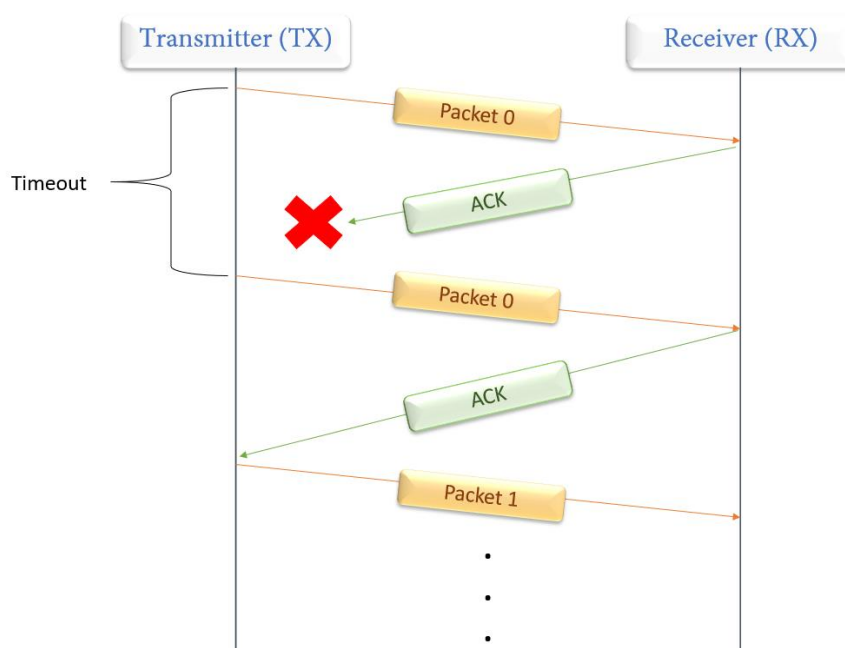 Transmitter (TX)
Receiver (RX)
Packet 0
Timeout
ACK
Packet 0
ACK
Packet 1